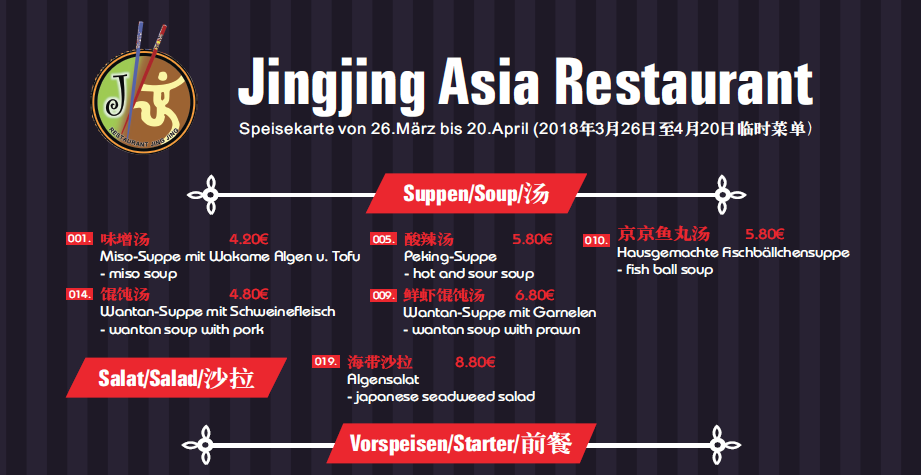 J
京
RESTAURANT JING JING
Jingjing Asia Restaurant
Speisekarte von 26.März bis 20.April (2018年3月26日至4月20日临时菜单)
Suppen/Soup/汤
001. 味增汤 4.20€
Miso-Suppe mit Wakame Algen u. Tofu
- miso soup
014. 馄饨汤 4.80€
Wantan-Suppe mit Schweinefleisch
- wantan soup with pork
005. 酸辣汤 5.80€
Peking-Suppe
- hot and sour soup
009. 鲜虾馄饨汤 6.80€
Wantan-Suppe mit Garnelen
- wantan soup with prawn
010. 京京鱼丸汤 5.80€
Hausgemachte Fischbällchensuppe
- fish ball soup
Salat/Salad/沙拉
019. 海带沙拉 8.80€
Algensalat
- japanese seadweed salad
Vorspeisen/Starter/前餐